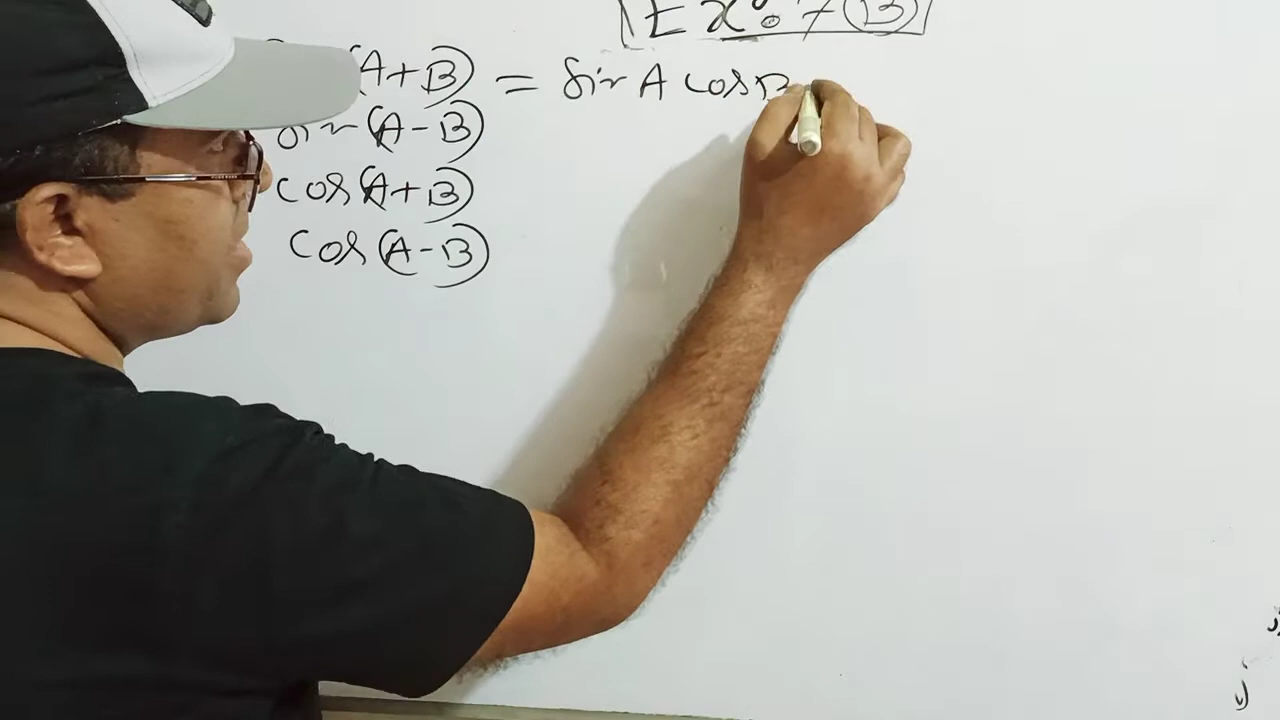 Ex: 7(B)
(A+B) = sin A cos B
sin(A-B)
cos(A+B)
cos(A-B)